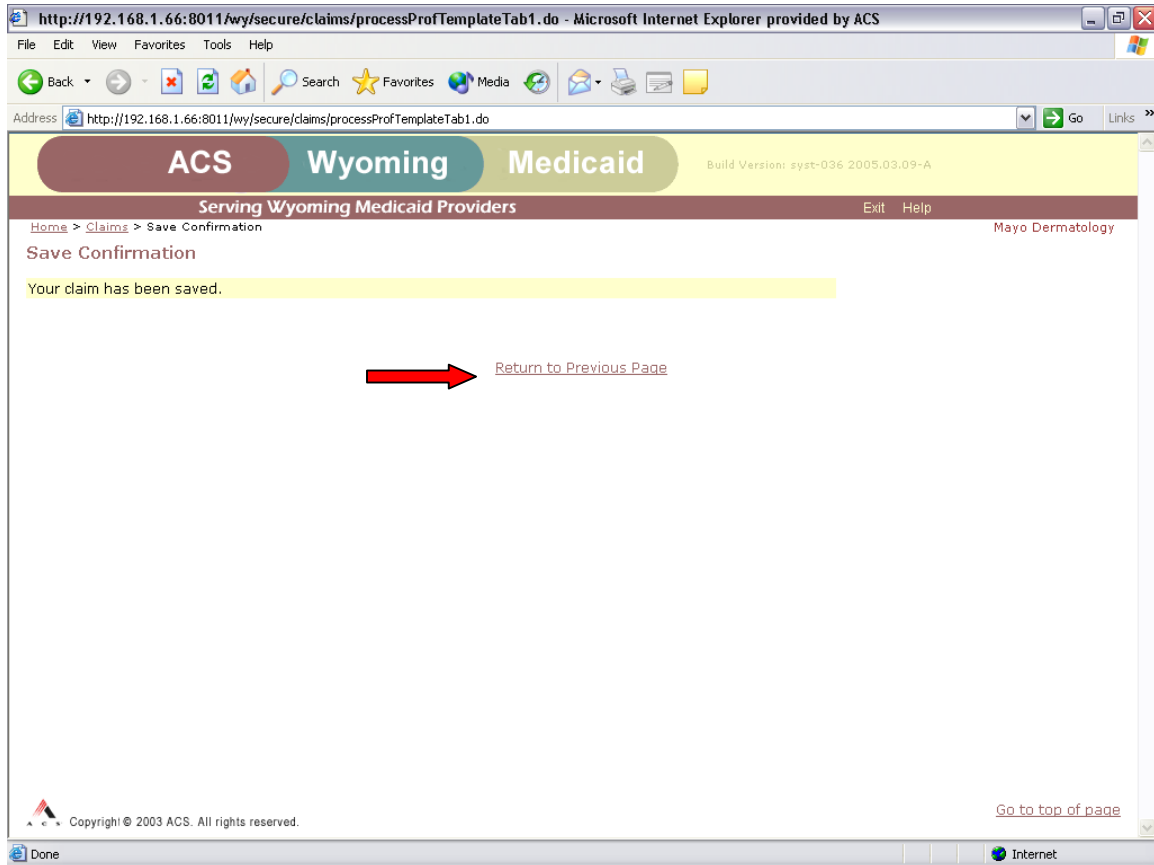 http://192.168.1.66:8011/wy/secure/claims/processProfTemplateTab1.do - Microsoft Internet Explorer provided by ACS
File Edit View Favorites Tools Help
Back Search Favorites Media
Address http://192.168.1.66:8011/wy/secure/claims/processProfTemplateTab1.do Go Links »
ACS Wyoming Medicaid Build Version: syst-036 2005.03.09-A
Serving Wyoming Medicaid Providers Exit Help
Home > Claims > Save Confirmation Mayo Dermatology
Save Confirmation
Your claim has been saved.
Return to Previous Page
Go to top of page
A C S Copyright © 2003 ACS. All rights reserved.
Done Internet